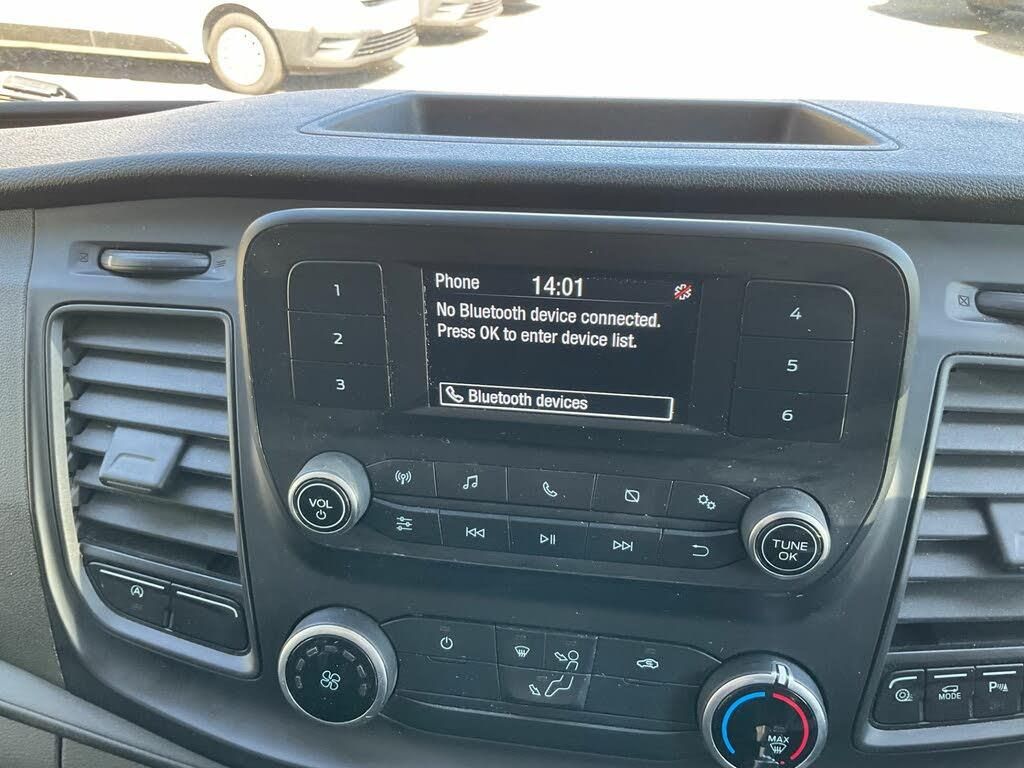 Phone 14:01
No Bluetooth device connected.
Press OK to enter device list.
Bluetooth devices
1
2
3
4
5
6
VOL
TUNE
OK
A
MAX
MODE
P